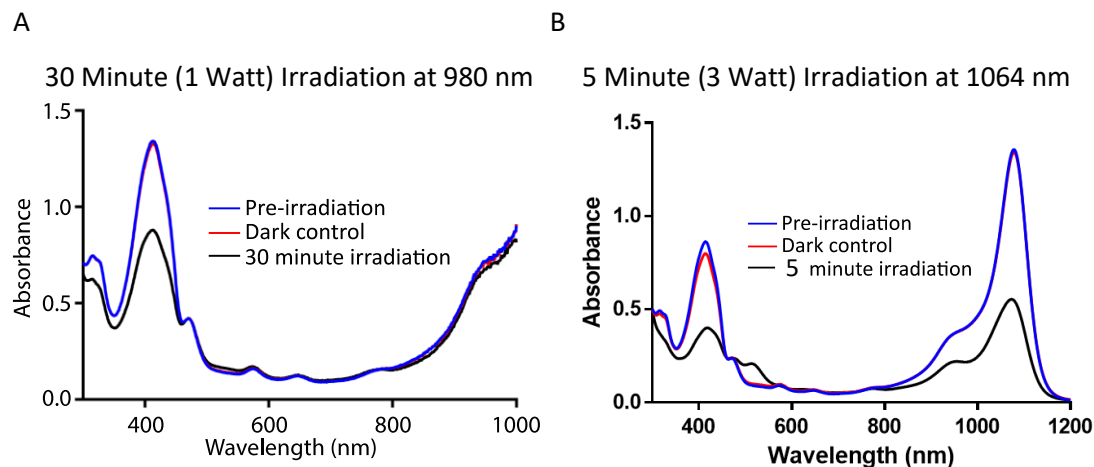 A
30 Minute (1 Watt) Irradiation at 980 nm
1.5
1.0
0.5
0.0
Absorbance
Pre-irradiation
Dark control
30 minute irradiation
400
600
800
1000
Wavelength (nm)
B
5 Minute (3 Watt) Irradiation at 1064 nm
1.5
1.0
0.5
0.0
Absorbance
Pre-irradiation
Dark control
5 minute irradiation
400
600
800
1000
1200
Wavelength (nm)